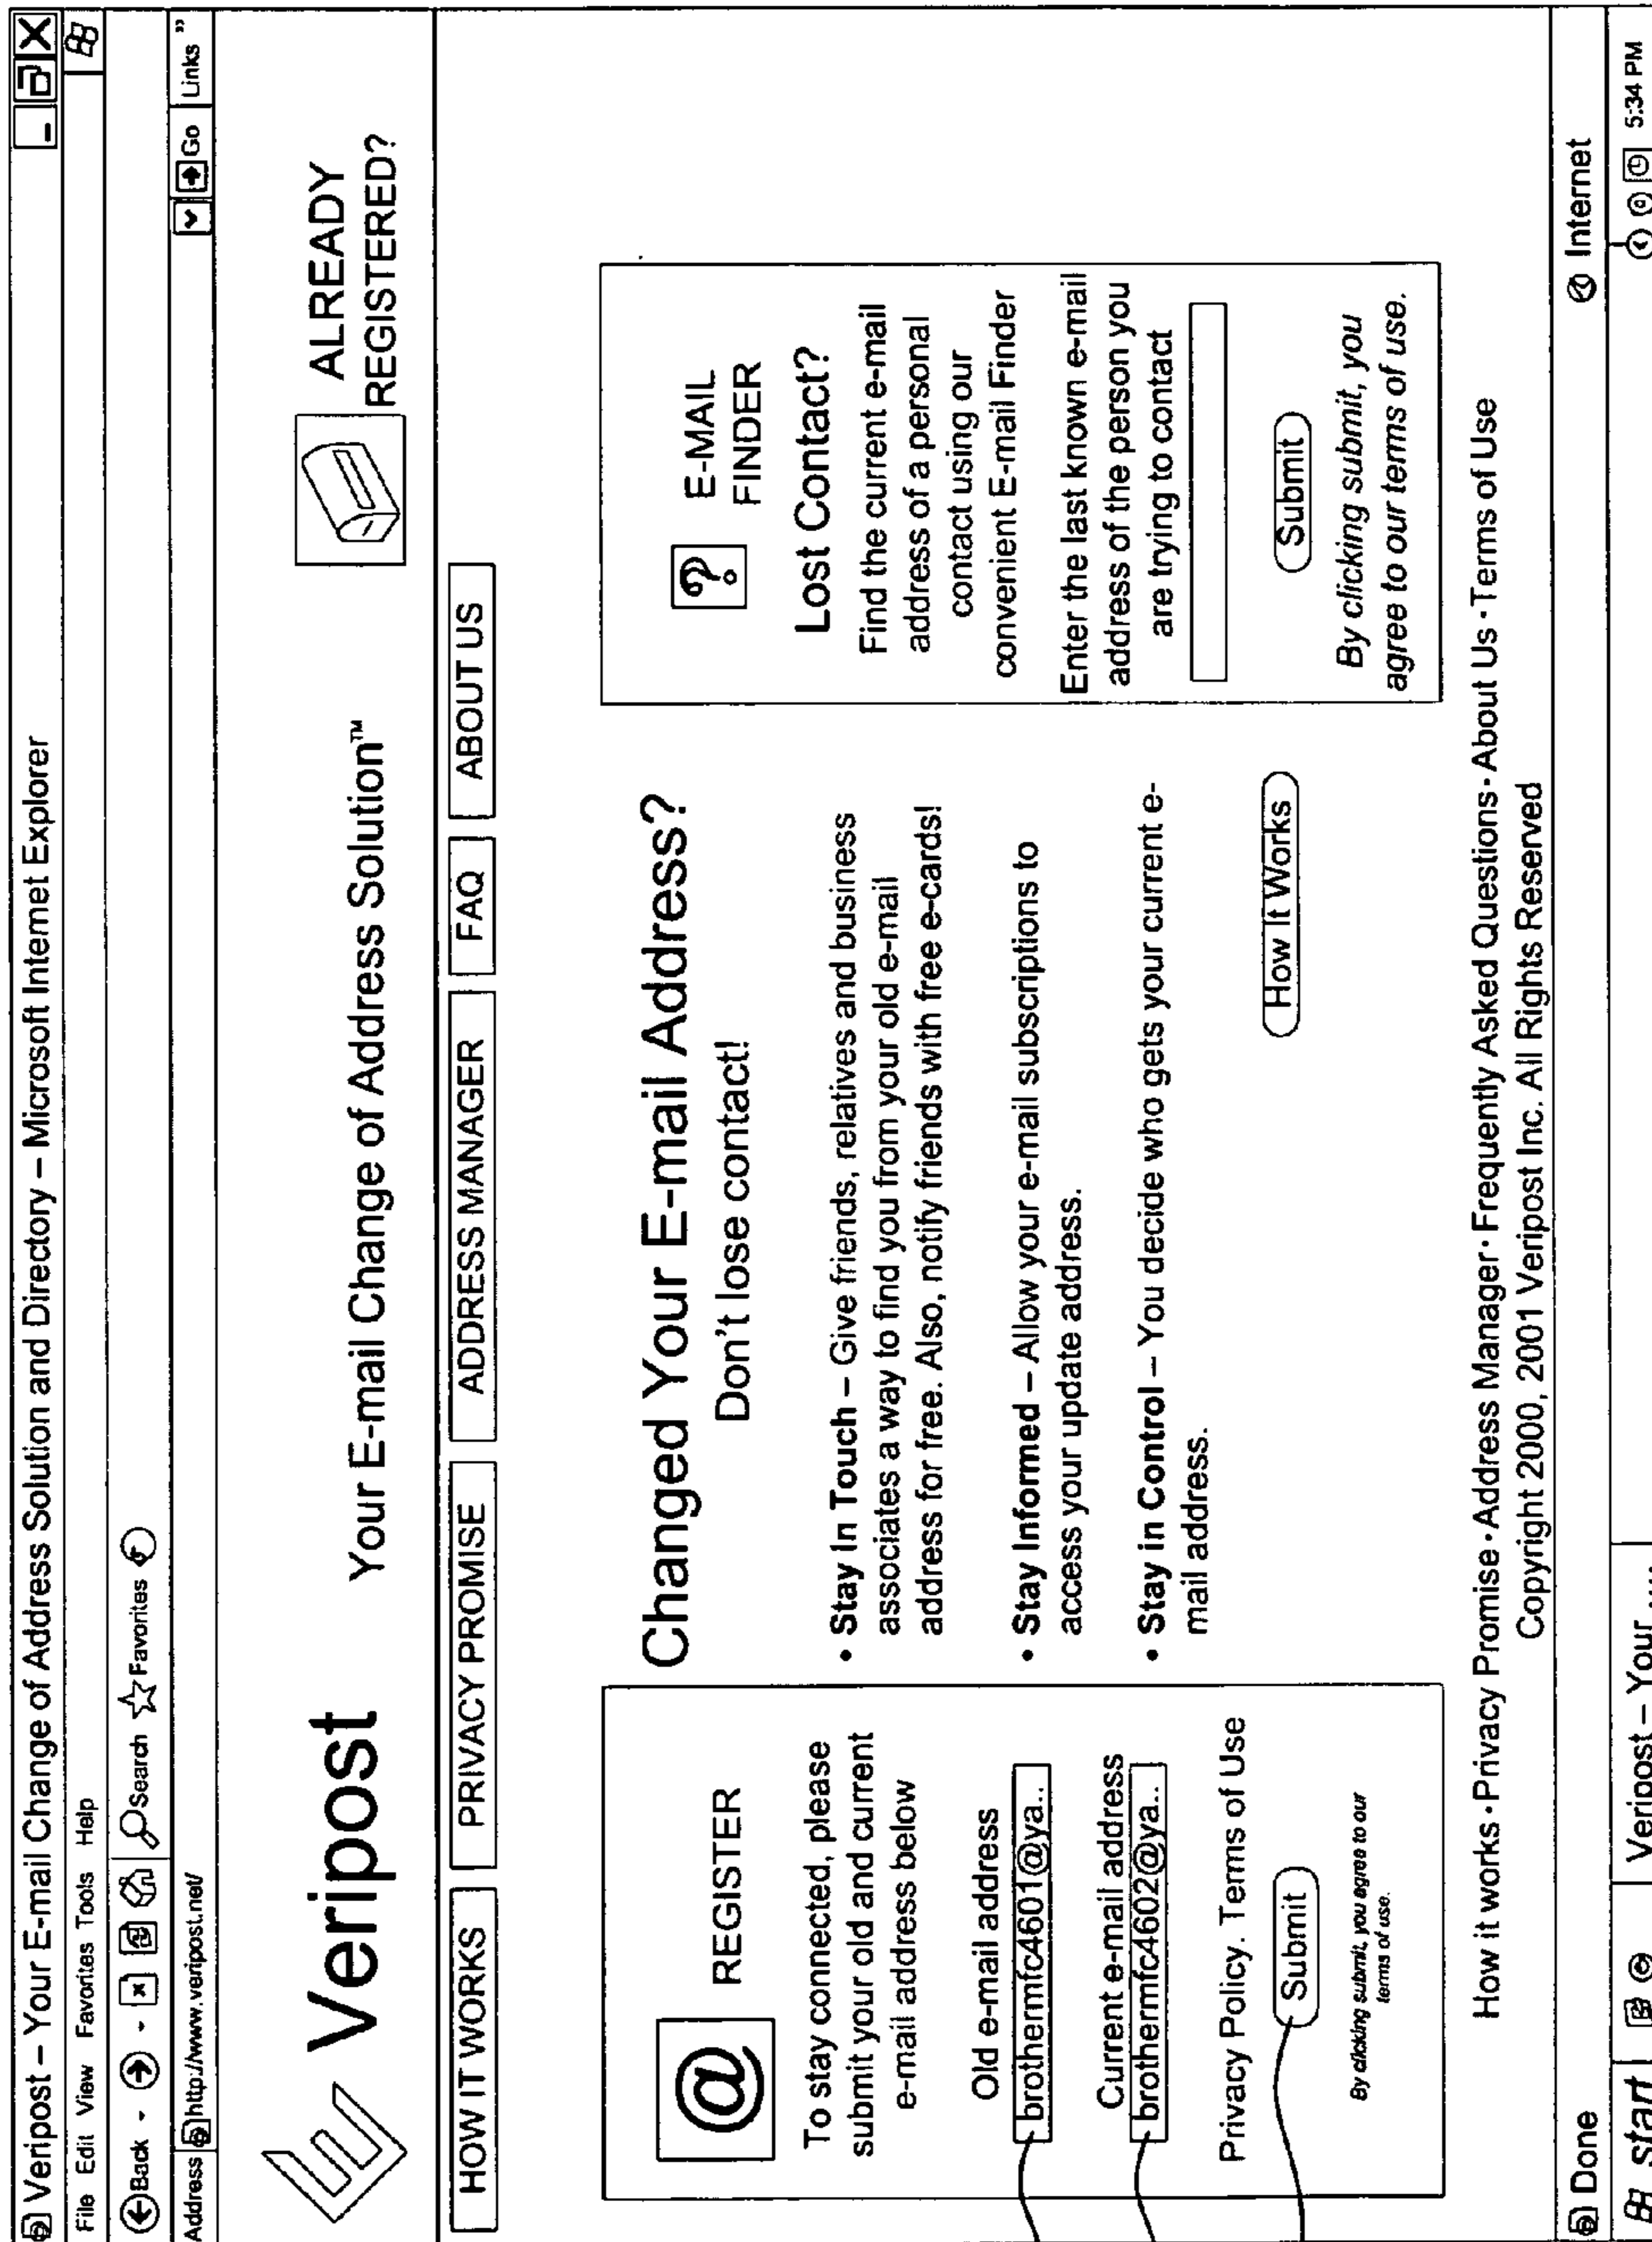 Veripost – Your E-mail Change of Address Solution and Directory – Microsoft Internet Explorer
File Edit View Favorites Tools Help
Back Search Favorites
Address http://www.veripost.net/ Go Links »
Veripost
Your E-mail Change of Address Solution™
ALREADY
REGISTERED?
HOW IT WORKS PRIVACY PROMISE ADDRESS MANAGER FAQ ABOUT US
@ REGISTER
To stay connected, please
submit your old and current
e-mail address below
Old e-mail address
brothermfc4601@ya..
Current e-mail address
brothermfc4602@ya..
Privacy Policy. Terms of Use
Submit
By clicking submit, you agree to our
terms of use.
Changed Your E-mail Address?
Don't lose contact!
• Stay In Touch – Give friends, relatives and business
associates a way to find you from your old e-mail
address for free. Also, notify friends with free e-cards!
• Stay Informed – Allow your e-mail subscriptions to
access your update address.
• Stay in Control – You decide who gets your current e-
mail address.
How It Works
? E-MAIL
FINDER
Lost Contact?
Find the current e-mail
address of a personal
contact using our
convenient E-mail Finder
Enter the last known e-mail
address of the person you
are trying to contact
Submit
By clicking submit, you
agree to our terms of use.
How it works · Privacy Promise · Address Manager · Frequently Asked Questions · About Us · Terms of Use
Copyright 2000, 2001 Veripost Inc. All Rights Reserved
Done Internet
start Veripost – Your .... 5:34 PM